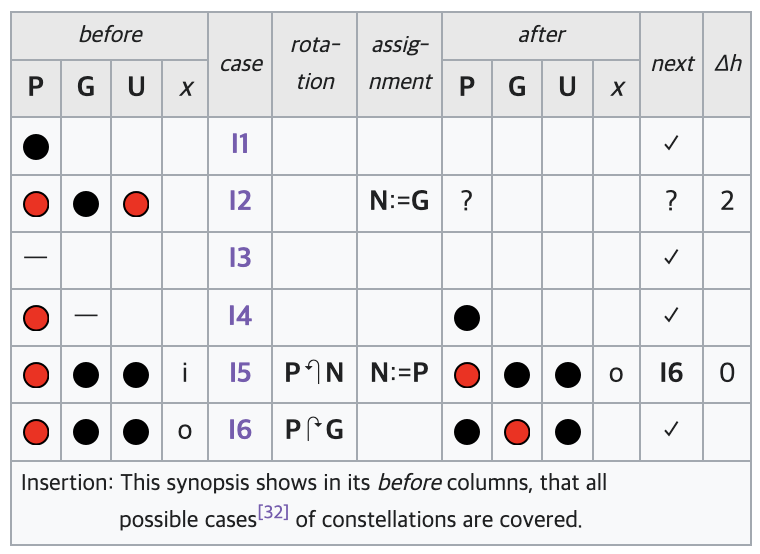 before case rota- tion assig- nment after next Δh
P G U x P G U x
I1 ✓
I2 N:=G ? ? 2
— I3 ✓
— I4 ✓
i I5 P↶N N:=P o I6 0
o I6 P↷G ✓
Insertion: This synopsis shows in its before columns, that all
possible cases[32] of constellations are covered.